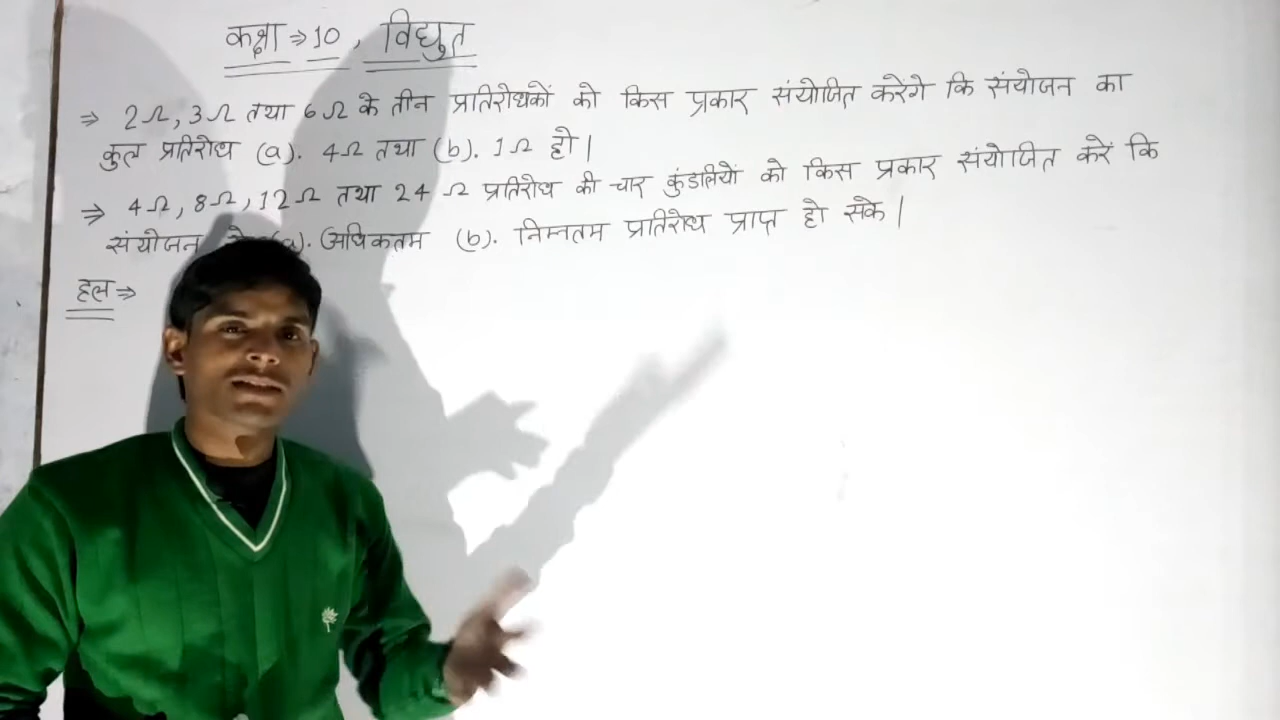 कक्षा ⇒ 10, विद्युत
⇒ 2Ω, 3Ω तथा 6Ω के तीन प्रतिरोधकों को किस प्रकार संयोजित करेंगे कि संयोजन का
कुल प्रतिरोध (a). 4Ω तथा (b). 1Ω हो।
⇒ 4Ω, 8Ω, 12Ω तथा 24Ω प्रतिरोध की चार कुंडलियों को किस प्रकार संयोजित करें कि
संयोजन (a). अधिकतम (b). निम्नतम प्रतिरोध प्राप्त हो सके।
हल ⇒